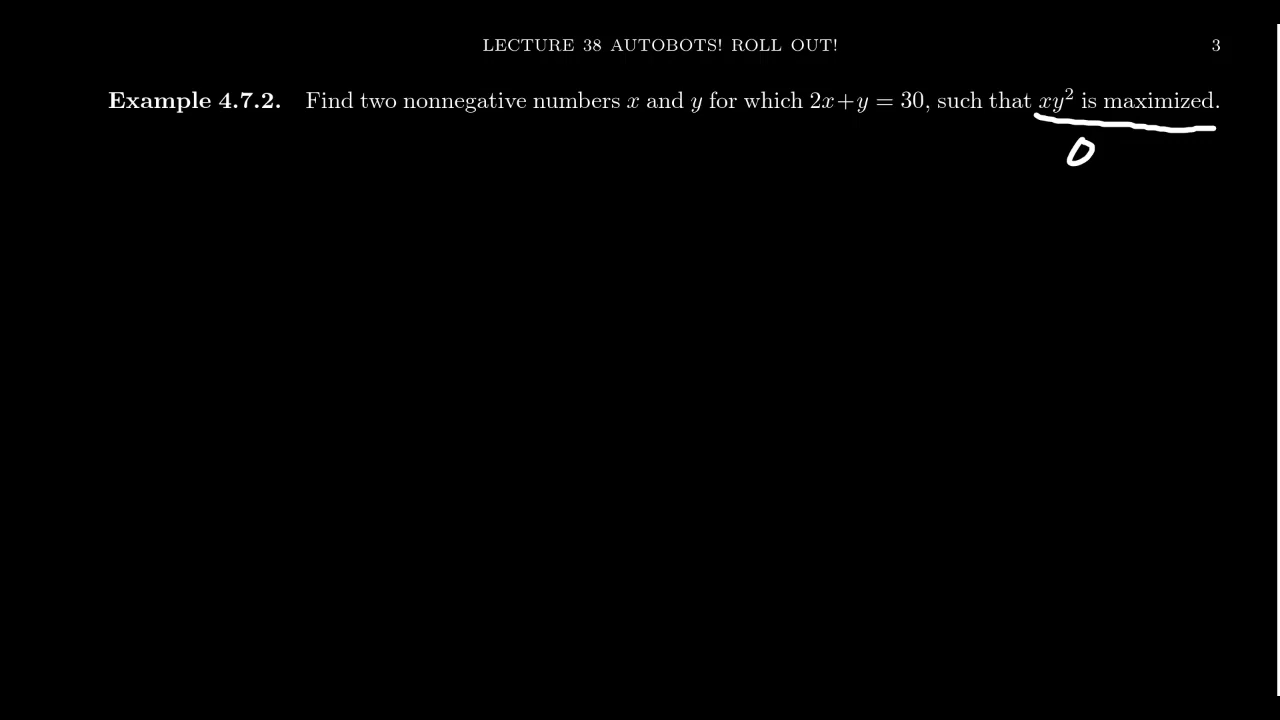 LECTURE 38 AUTOBOTS! ROLL OUT! 3
Example 4.7.2. Find two nonnegative numbers x and y for which 2x+y = 30, such that xy² is maximized.
O